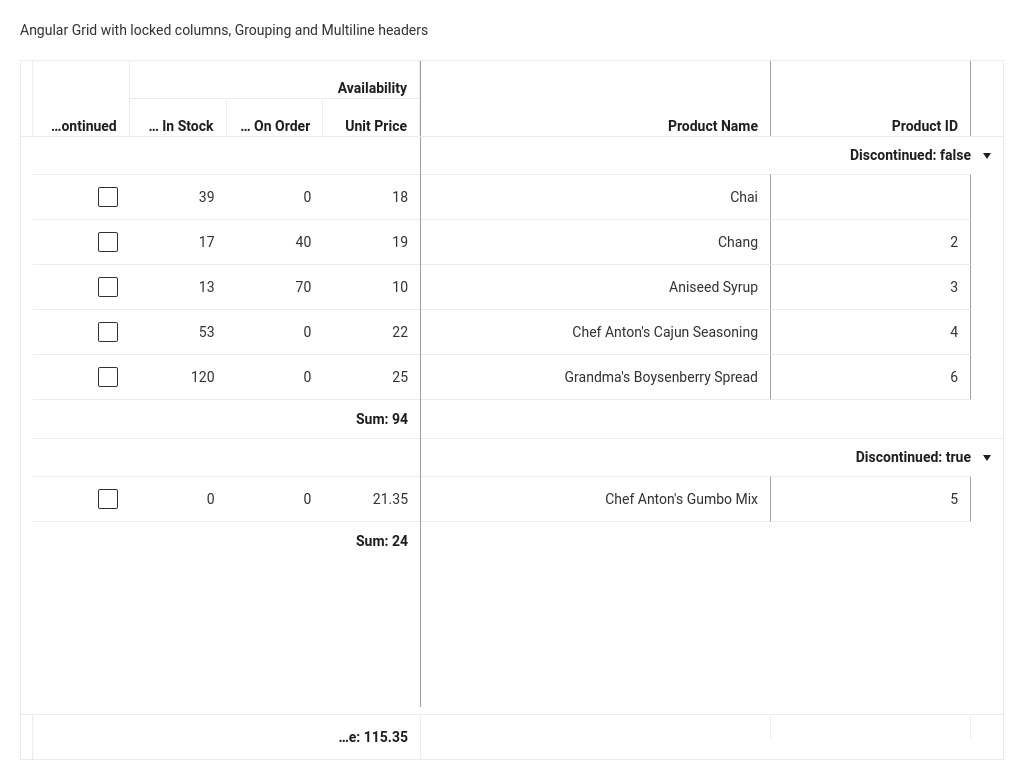 Angular Grid with locked columns, Grouping and Multiline headers
Availability
...ontinued ... In Stock ... On Order Unit Price Product Name Product ID
Discontinued: false
39 0 18 Chai
17 40 19 Chang 2
13 70 10 Aniseed Syrup 3
53 0 22 Chef Anton's Cajun Seasoning 4
120 0 25 Grandma's Boysenberry Spread 6
Sum: 94
Discontinued: true
0 0 21.35 Chef Anton's Gumbo Mix 5
Sum: 24
...e: 115.35